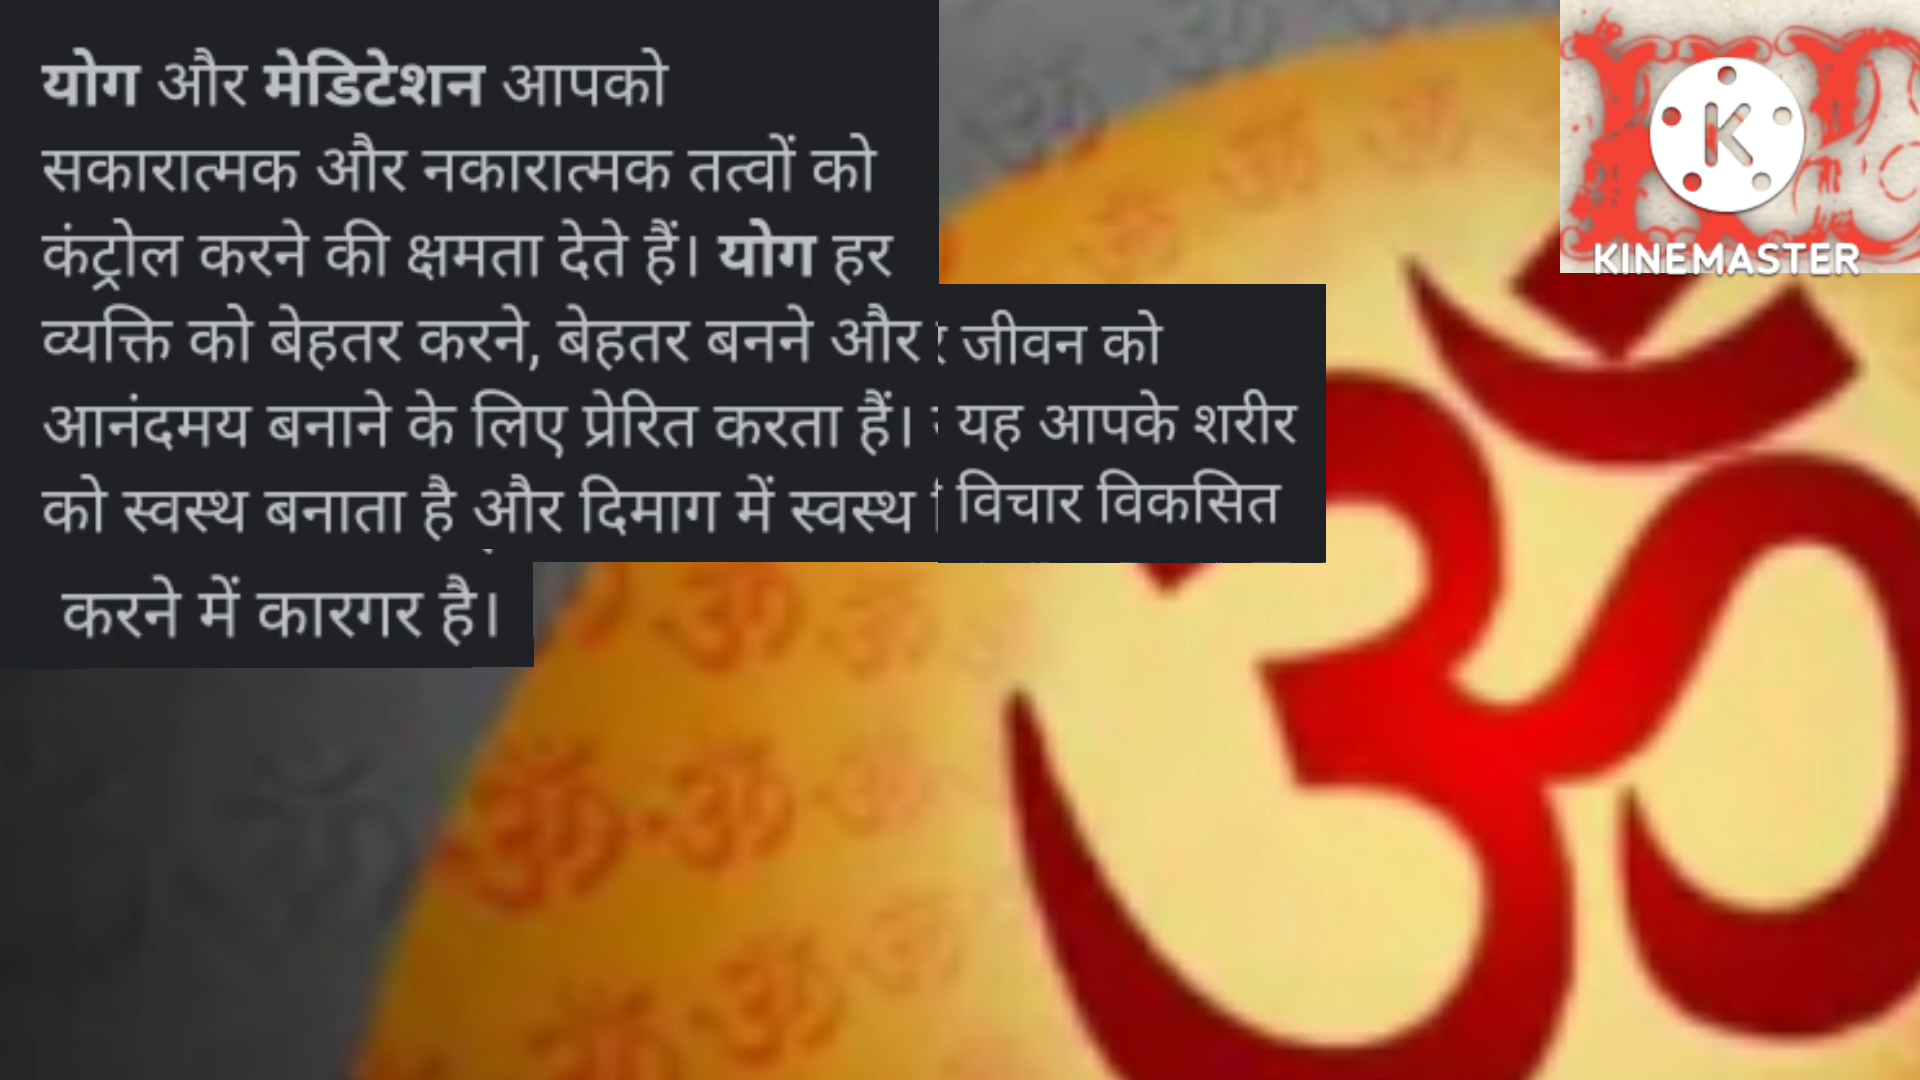 योग और मेडिटेशन आपको
सकारात्मक और नकारात्मक तत्वों को
कंट्रोल करने की क्षमता देते हैं। योग हर
व्यक्ति को बेहतर करने, बेहतर बनने और जीवन को
आनंदमय बनाने के लिए प्रेरित करता हैं। यह आपके शरीर
को स्वस्थ बनाता है और दिमाग में स्वस्थ विचार विकसित
करने में कारगर है।
KINEMASTER
ॐ